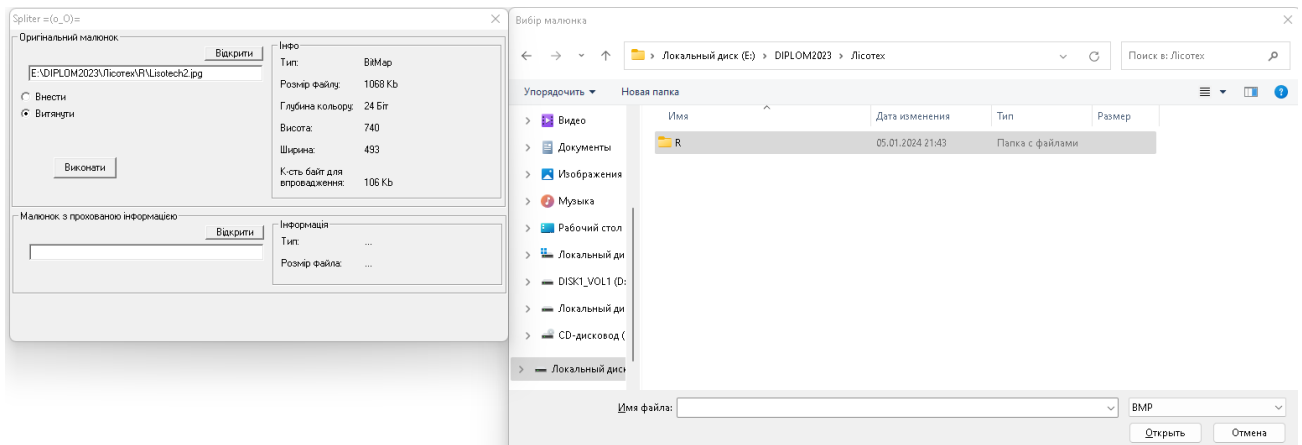 Spliter =(o_O)=
Оригінальний малюнок
Відкрити
E:\DIPLOM2023\Лісотех\R\Lisotech2.jpg
Внести
Витянути
Виконати
Інфо
Тип: BitMap
Розмір файлу: 1068 Kb
Глубина кольору: 24 Біт
Висота: 740
Ширина: 493
К-сть байт для
впровадження: 106 Kb
Малюнок з прохованою інформацією
Відкрити
Інформація
Тип: ...
Розмір файла: ...
Вибір малюнка
Локальный диск (E:) > DIPLOM2023 > Лісотех
Поиск в: Лісотех
Упорядочить Новая папка
Имя Дата изменения Тип Размер
R 05.01.2024 21:43 Папка с файлами
Видео
Документы
Изображения
Музыка
Рабочий стол
Локальный ди
DISK1_VOL1 (D:
Локальный ди
CD-дисковод (
Локальный диск
Имя файла: BMP
Открыть Отмена